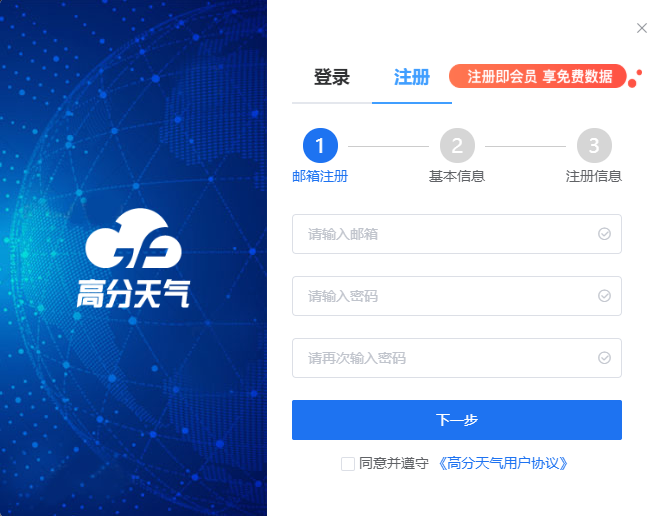 登录
注册
注册即会员 享免费数据
1
2
3
邮箱注册
基本信息
注册信息
请输入邮箱
GF
高分天气
请输入密码
请再次输入密码
下一步
同意并遵守 《高分天气用户协议》